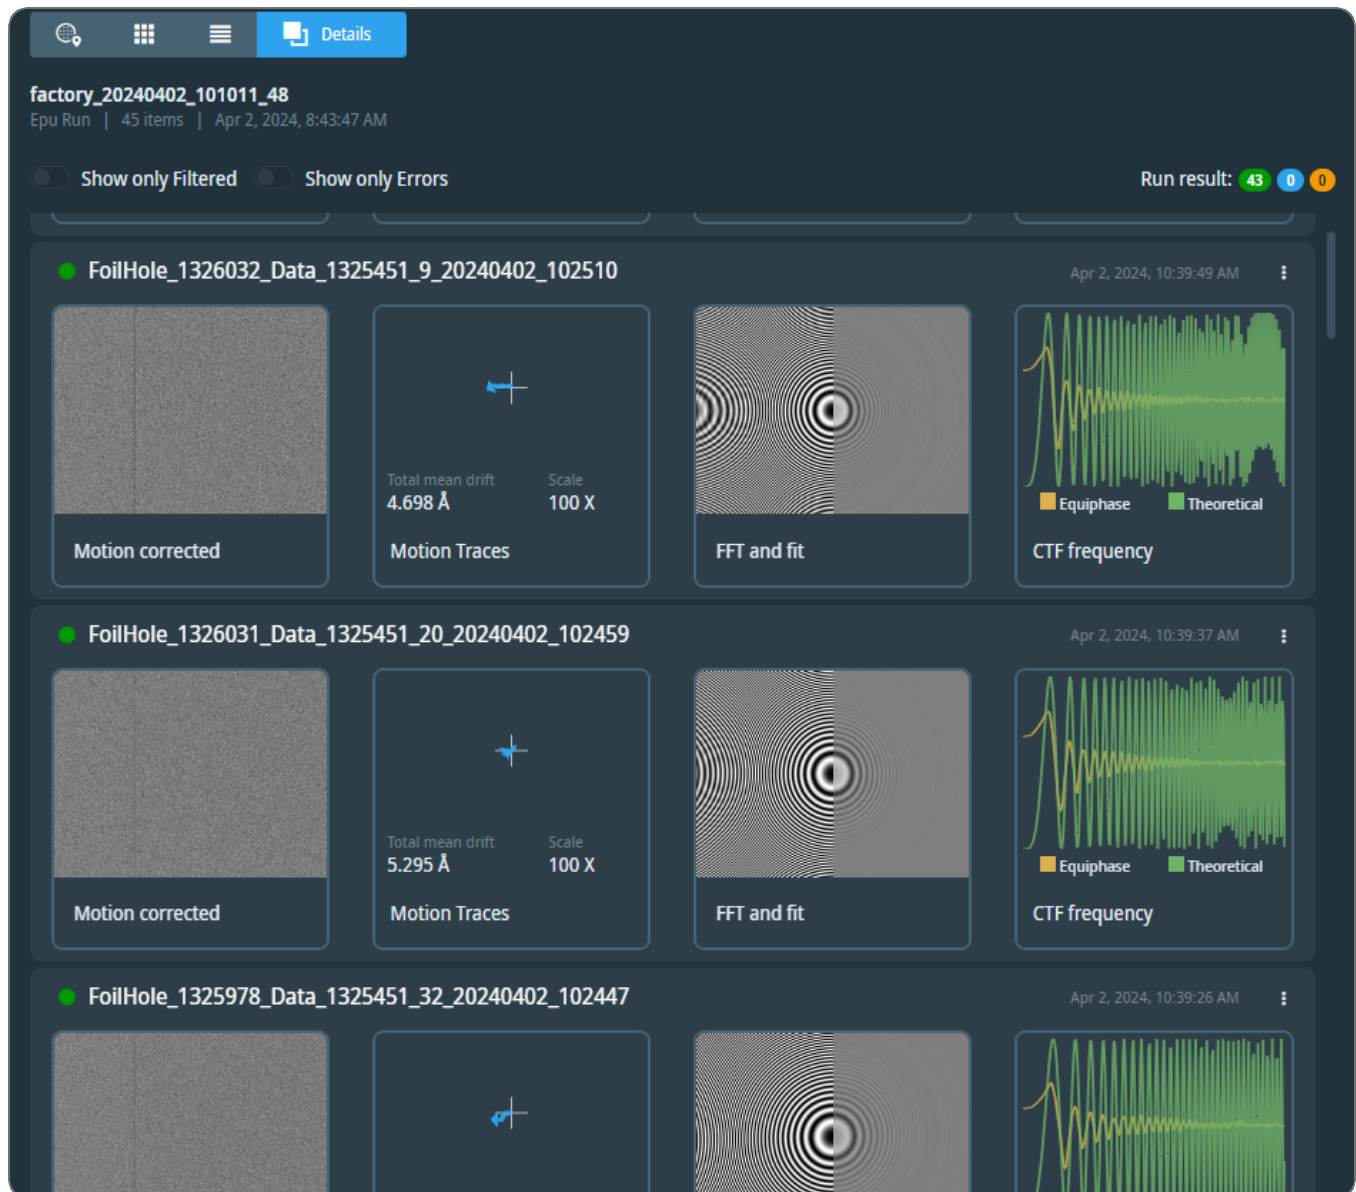 Details
factory_20240402_101011_48
Epu Run | 45 items | Apr 2, 2024, 8:43:47 AM
Show only Filtered Show only Errors Run result: 43 0 0
FoilHole_1326032_Data_1325451_9_20240402_102510 Apr 2, 2024, 10:39:49 AM
Total mean drift Scale
4.698 Å 100 X
Equiphase Theoretical
Motion corrected Motion Traces FFT and fit CTF frequency
FoilHole_1326031_Data_1325451_20_20240402_102459 Apr 2, 2024, 10:39:37 AM
Total mean drift Scale
5.295 Å 100 X
Equiphase Theoretical
Motion corrected Motion Traces FFT and fit CTF frequency
FoilHole_1325978_Data_1325451_32_20240402_102447 Apr 2, 2024, 10:39:26 AM